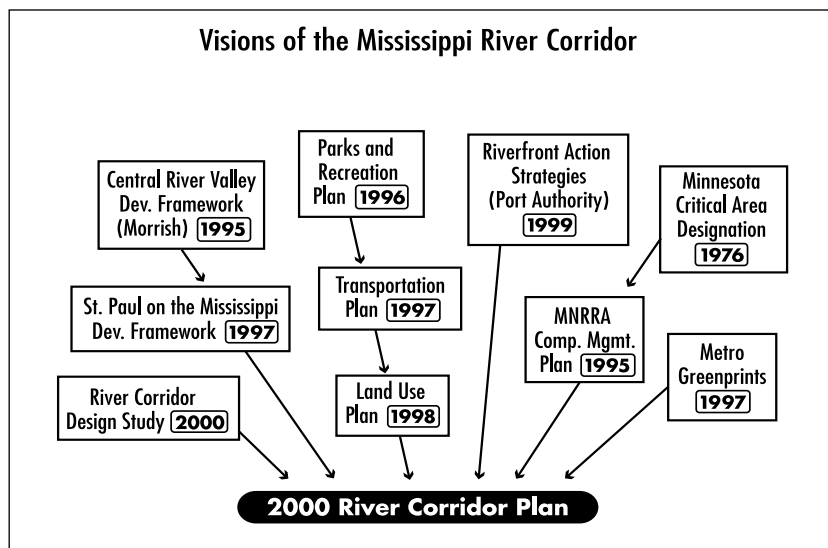 Visions of the Mississippi River Corridor
Central River Valley
Dev. Framework
(Morrish) 1995
Parks and
Recreation
Plan 1996
Riverfront Action
Strategies
(Port Authority)
1999
Minnesota
Critical Area
Designation
1976
St. Paul on the Mississippi
Dev. Framework 1997
Transportation
Plan 1997
MNRRA
Comp. Mgmt.
Plan 1995
Metro
Greenprints
1997
River Corridor
Design Study 2000
Land Use
Plan 1998
2000 River Corridor Plan